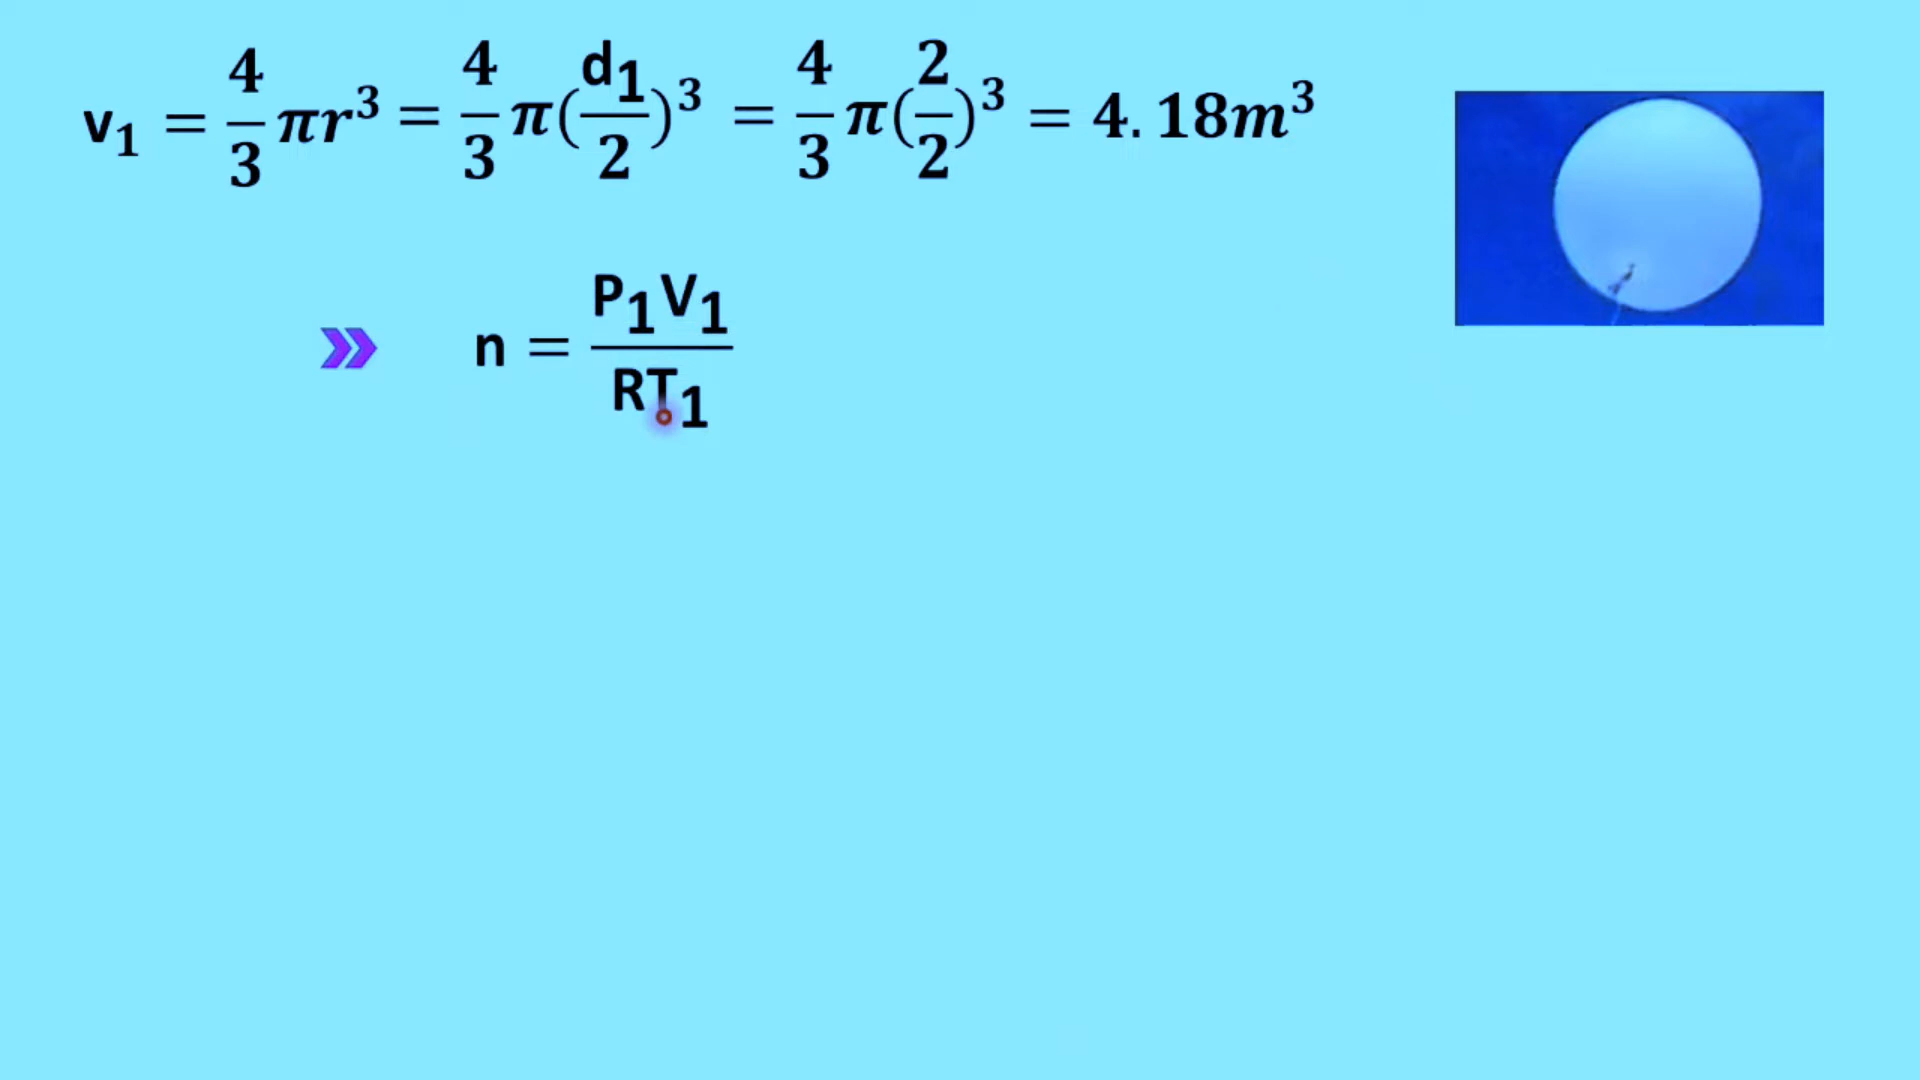 v₁ = 4/3 πr³ = 4/3 π(d₁/2)³ = 4/3 π(2/2)³ = 4.18m³
n = P₁V₁/RT₁